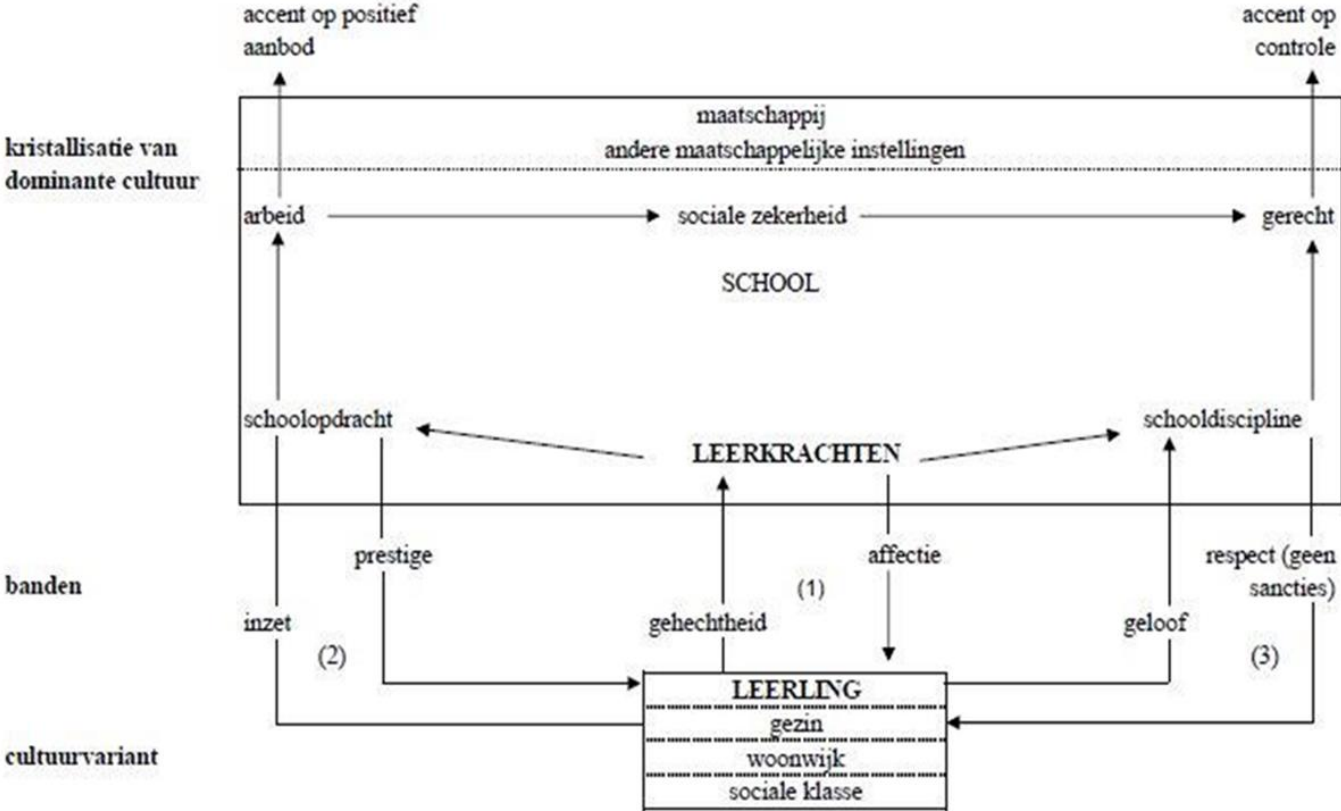 accent op positief
aanbod
accent op
controle
kristallisatie van
dominante cultuur
maatschappij
andere maatschappelijke instellingen
arbeid
sociale zekerheid
gerecht
SCHOOL
schoolopdracht
schooldiscipline
LEERKRACHTEN
banden
prestige
affectie
respect (geen
sancties)
(1)
inzet
gehechtheid
geloof
(2)
(3)
cultuurvariant
LEERLING
gezin
woonwijk
sociale klasse